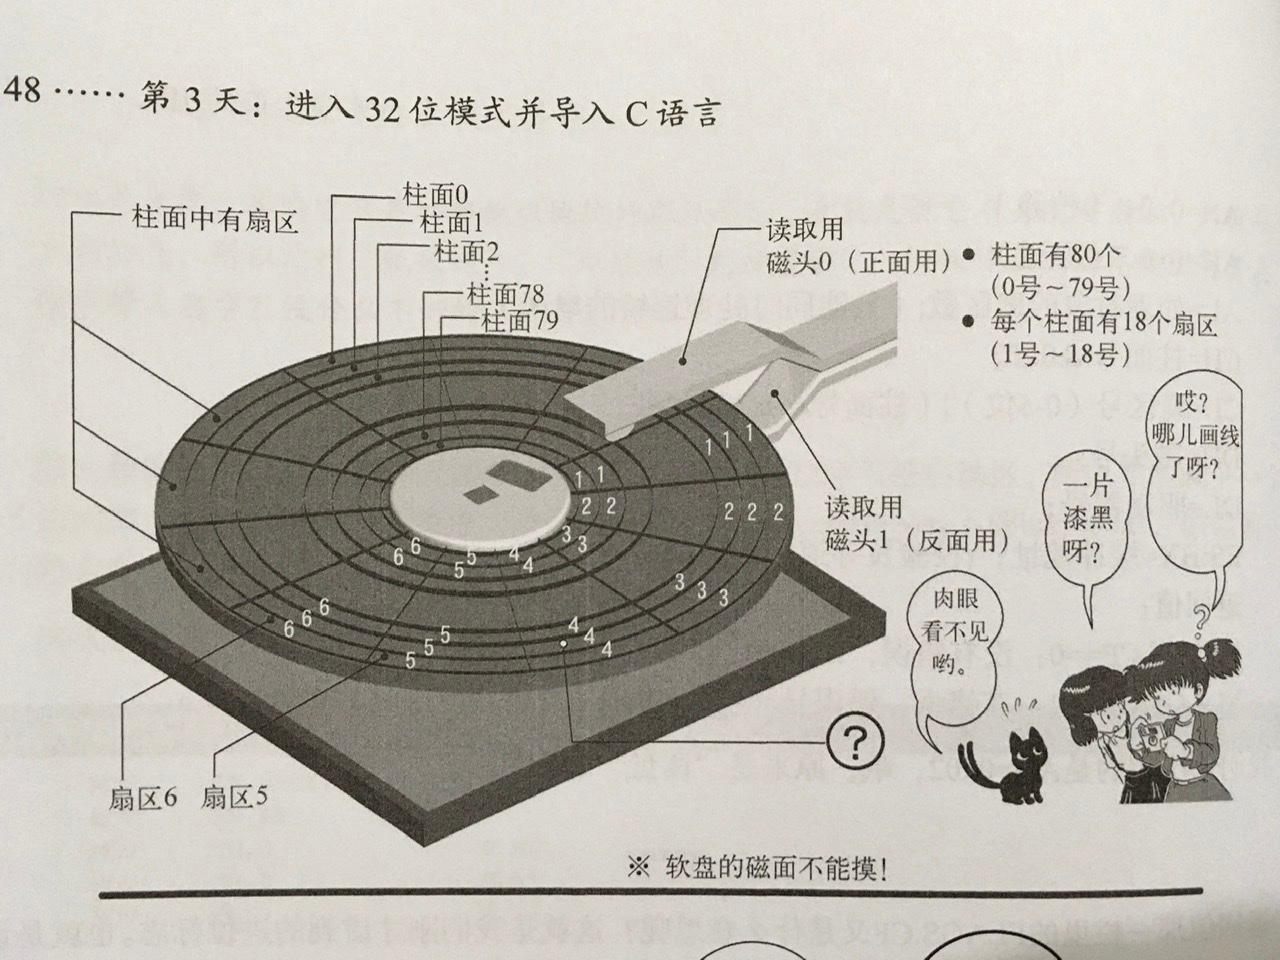 48 ······ 第 3 天：进入 32 位模式并导入 C 语言
柱面中有扇区
柱面0
柱面1
柱面2
柱面78
柱面79
读取用
磁头0（正面用）
● 柱面有80个
（0号～79号）
● 每个柱面有18个扇区
（1号～18号）
读取用
磁头1（反面用）
哎？
哪儿画线
了呀？
一片
漆黑
呀？
肉眼
看不见
哟。
?
1 1 1
1 1
2 2
2 2 2
3
3
3 3 3
4
4
4 4 4
5
5
5 5 5
6 6
6 6 6
?
扇区6
扇区5
※ 软盘的磁面不能摸！